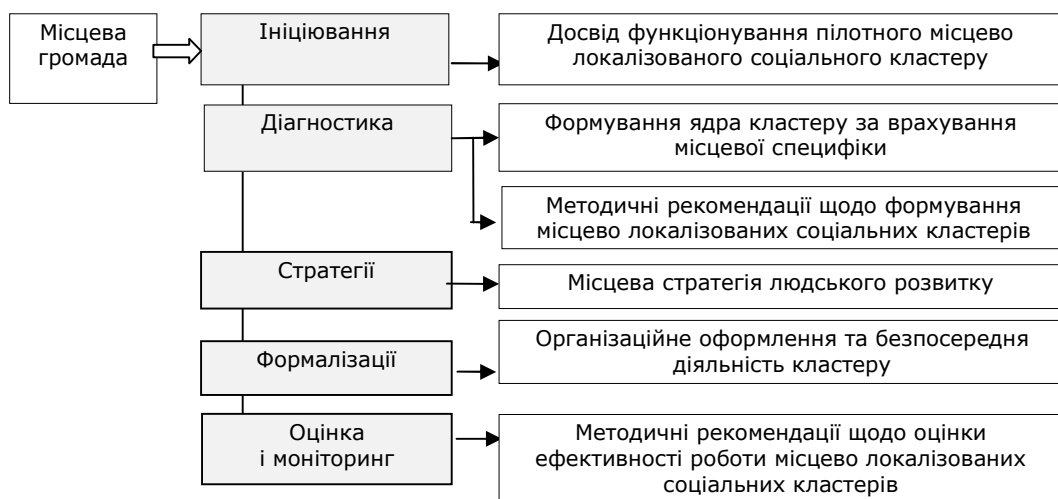 Місцева
громада
Ініціювання
Досвід функціонування пілотного місцево
локалізованого соціального кластеру
Діагностика
Формування ядра кластеру за врахування
місцевої специфіки
Методичні рекомендації щодо формування
місцево локалізованих соціальних кластерів
Стратегії
Місцева стратегія людського розвитку
Формалізації
Організаційне оформлення та безпосередня
діяльність кластеру
Оцінка
і моніторинг
Методичні рекомендації щодо оцінки
ефективності роботи місцево локалізованих
соціальних кластерів